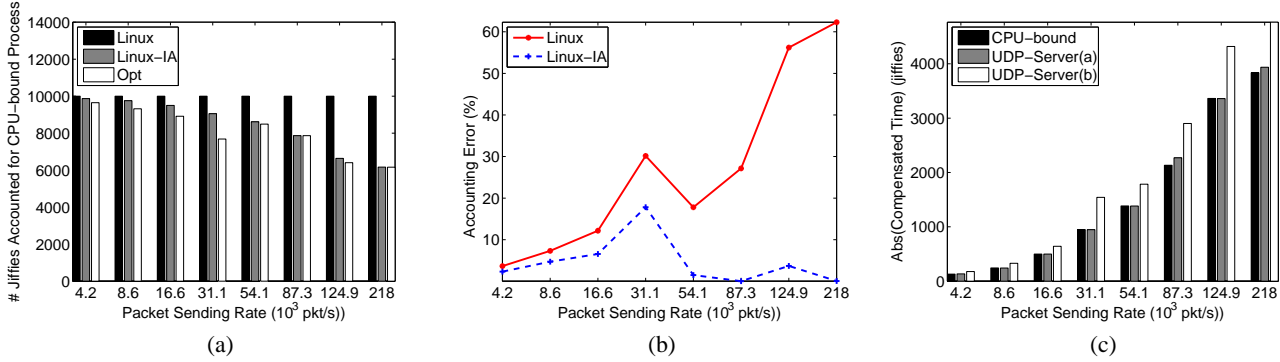 # Jiffies Accounted for CPU-bound Process
14000
12000
10000
8000
6000
4000
2000
0
Linux
Linux-IA
Opt
4.2 8.6 16.6 31.1 54.1 87.3 124.9 218
Packet Sending Rate (10³ pkt/s))
(a)
Accounting Error (%)
60
50
40
30
20
10
Linux
Linux-IA
4.2 8.6 16.6 31.1 54.1 87.3 124.9 218
Packet Sending Rate (10³ pkt/s))
(b)
Abs(Compensated Time) (jiffies)
4000
3000
2000
1000
0
CPU-bound
UDP-Server(a)
UDP-Server(b)
4.2 8.6 16.6 31.1 54.1 87.3 124.9 218
Packet Sending Rate (10³ pkt/s))
(c)